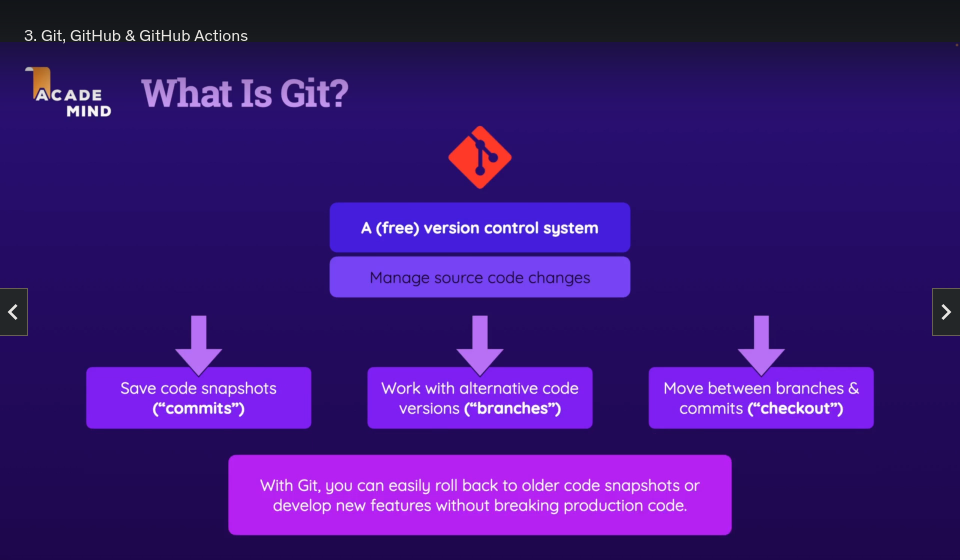 3. Git, GitHub & GitHub Actions
ACADE
MIND
What Is Git?
A (free) version control system
Manage source code changes
Save code snapshots
(“commits”)
Work with alternative code
versions (“branches”)
Move between branches &
commits (“checkout”)
With Git, you can easily roll back to older code snapshots or
develop new features without breaking production code.